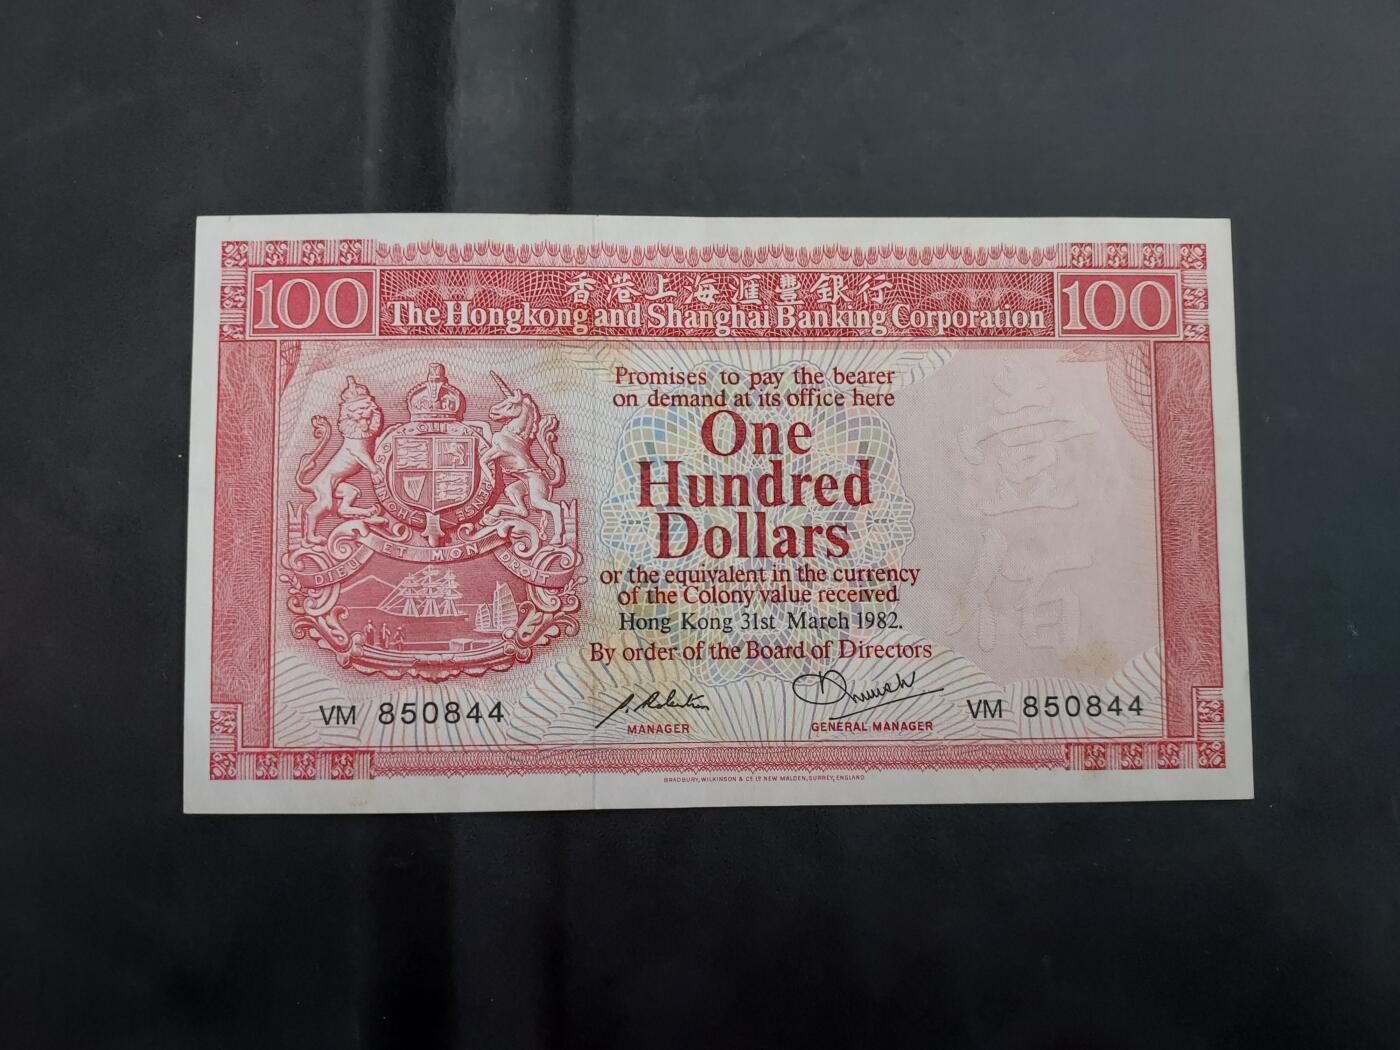 香港上海匯豐銀行
100 The Hongkong and Shanghai Banking Corporation 100
Promises to pay the bearer
on demand at its office here
One
Hundred
Dollars
or the equivalent in the currency
of the Colony value received
Hong Kong 31st March 1982.
By order of the Board of Directors
壹
佰
DIEU ET MON DROIT
VM 850844
MANAGER
GENERAL MANAGER
VM 850844
BRADBURY, WILKINSON & Cº Lº NEW MALDEN, SURREY, ENGLAND